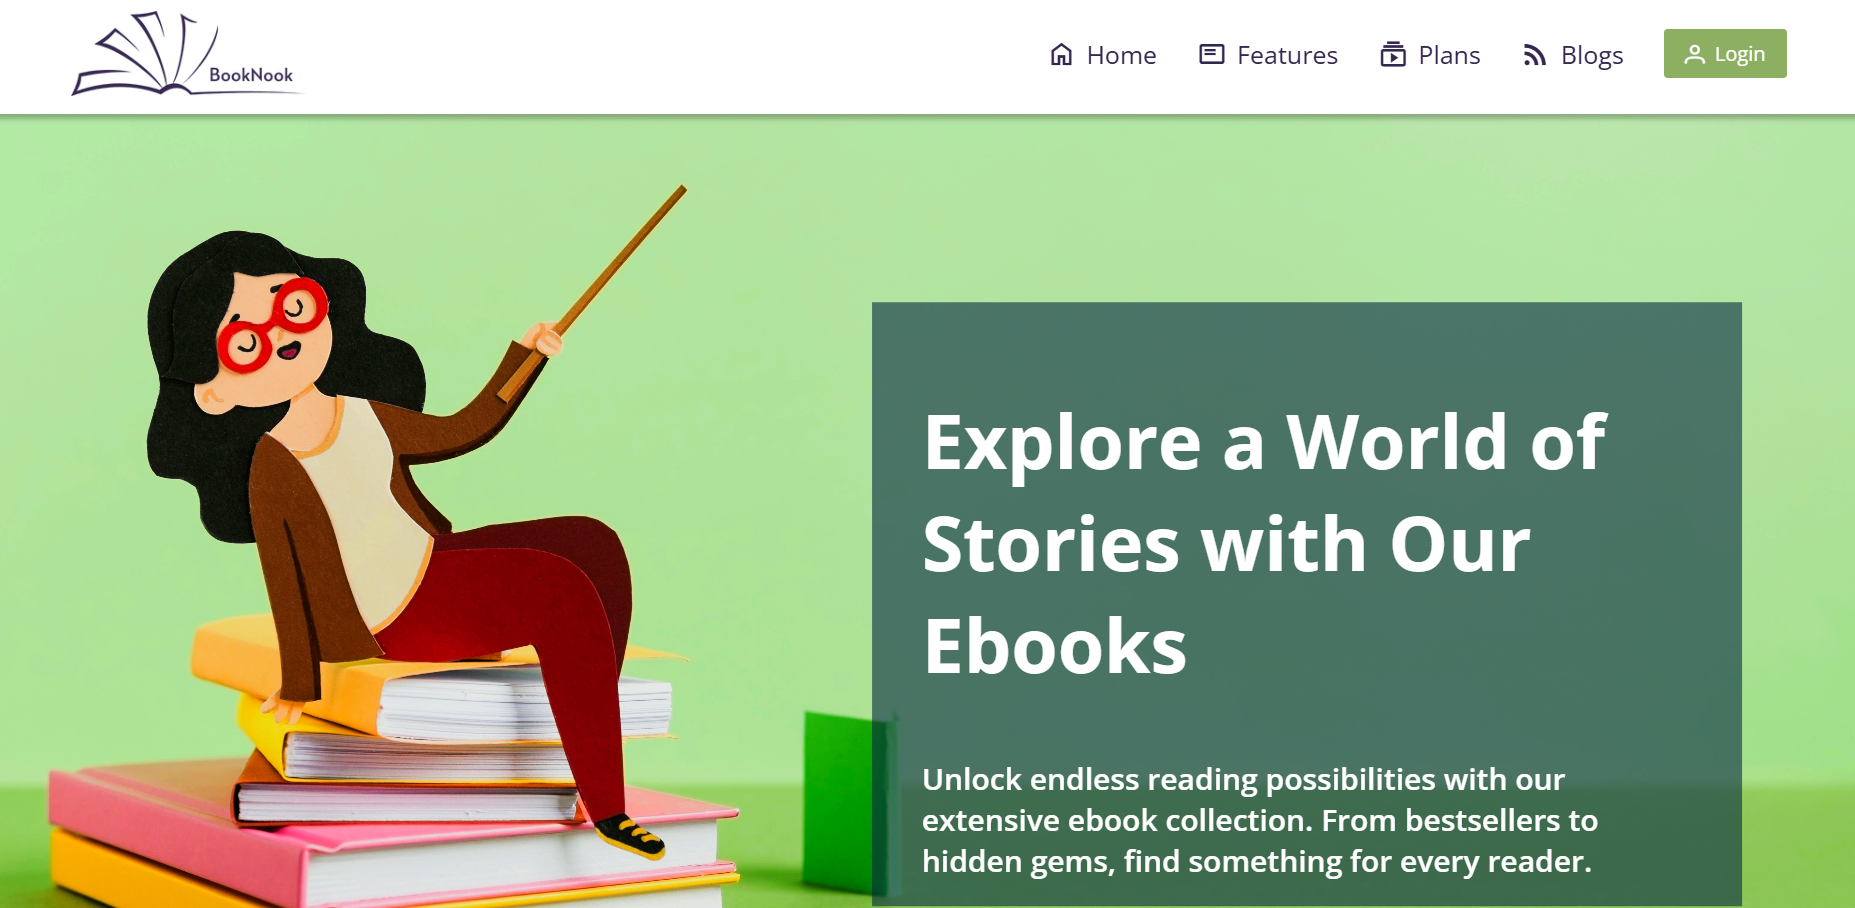 BookNook
Home
Features
Plans
Blogs
Login
Explore a World of
Stories with Our
Ebooks
Unlock endless reading possibilities with our
extensive ebook collection. From bestsellers to
hidden gems, find something for every reader.